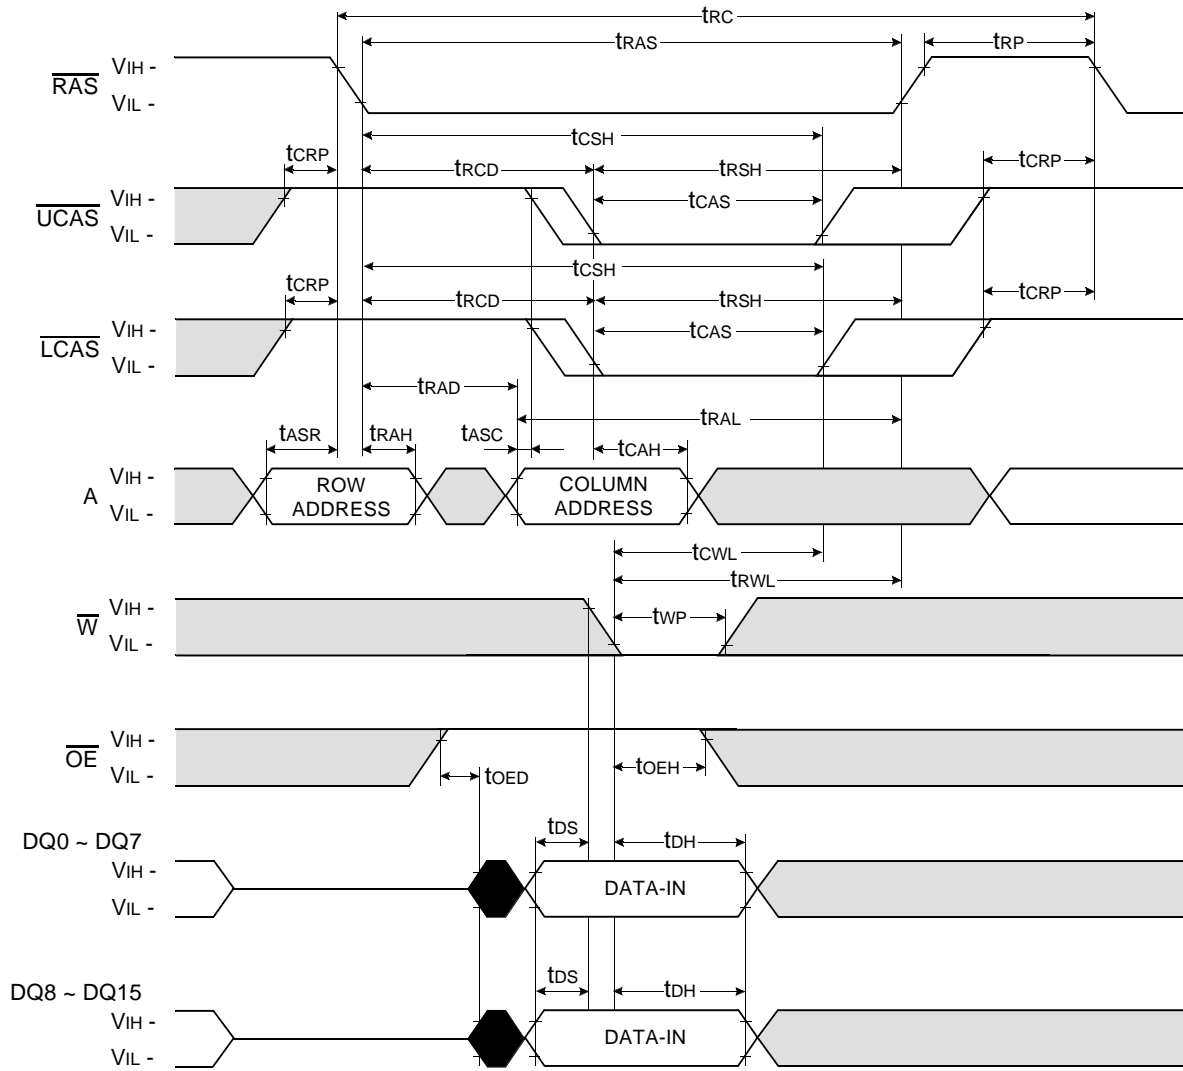 tRC
tRAS
tRP
RAS
VIH -
VIL -
tCSH
tCRP
tRCD
tRSH
tCRP
UCAS
VIH -
VIL -
tCAS
tCSH
tCRP
tRCD
tRSH
tCRP
LCAS
VIH -
VIL -
tCAS
tRAD
tRAL
tASR
tRAH
tASC
tCAH
A
VIH -
VIL -
ROW
ADDRESS
COLUMN
ADDRESS
tCWL
tRWL
W
VIH -
VIL -
tWP
OE
VIH -
VIL -
tOED
tOEH
DQ0 ~ DQ7
tDS
tDH
VIH -
VIL -
DATA-IN
DQ8 ~ DQ15
tDS
tDH
VIH -
VIL -
DATA-IN